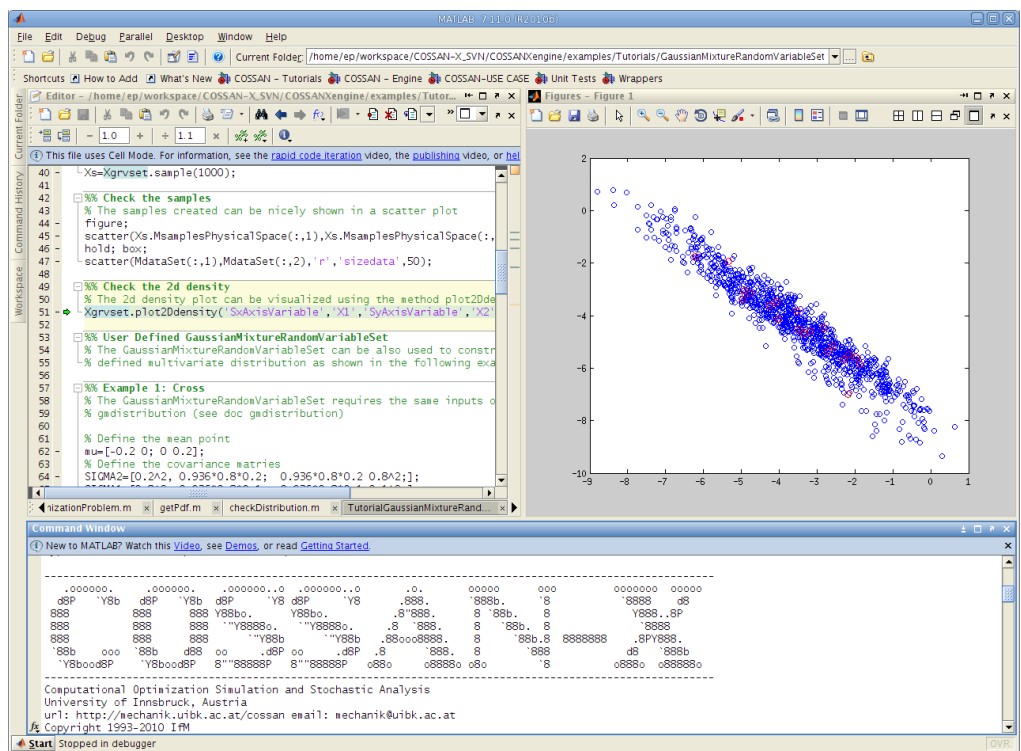 MATLAB 7.11.0 (R2010b)
File Edit Debug Parallel Desktop Window Help
Current Folder: /home/ep/workspace/COSSAN-X_SVN/COSSANXengine/examples/Tutorials/GaussianMixtureRandomVariableSet
Shortcuts How to Add What's New COSSAN - Tutorials COSSAN - Engine COSSAN-USE CASE Unit Tests Wrappers
Current Folder
Command History
Workspace
Editor - /home/ep/workspace/COSSAN-X_SVN/COSSANXengine/examples/Tutor...
- 1.0 + ÷ 1.1 ×
This file uses Cell Mode. For information, see the rapid code iteration video, the publishing video, or hel
40 - Xs=Xgrvset.sample(1000);
41
42 %% Check the samples
43 % The samples created can be nicely shown in a scatter plot
44 - figure;
45 - scatter(Xs.MsamplesPhysicalSpace(:,1),Xs.MsamplesPhysicalSpace(:,
46 - hold; box;
47 - scatter(MdataSet(:,1),MdataSet(:,2),'r','sizedata',50);
48
49 %% Check the 2d density
50 % The 2d density plot can be visualized using the method plot2Dde
51 - Xgrvset.plot2Ddensity('SxAxisVariable','X1','SyAxisVariable','X2'
52
53 %% User Defined GaussianMixtureRandomVariableSet
54 % The GaussianMixtureRandomVariableSet can be also used to constr
55 % defined multivariate distribution as shown in the following exa
56
57 %% Example 1: Cross
58 % The GaussianMixtureRandomVariableSet requires the same inputs o
59 % gmdistribution (see doc gmdistribution)
60
61 % Define the mean point
62 - mu=[-0.2 0; 0 0.2];
63 % Define the covariance matries
64 - SIGMA2=[0.2^2, 0.936*0.8*0.2; 0.936*0.8*0.2 0.8^2;];
nizationProblem.m × getPdf.m × checkDistribution.m × TutorialGaussianMixtureRand... ×
Figures - Figure 1
2
0
-2
-4
-6
-8
-10
-9 -8 -7 -6 -5 -4 -3 -2 -1 0 1
Command Window
New to MATLAB? Watch this Video, see Demos, or read Getting Started.
COSSAN-X
Computational Optimization Simulation and Stochastic Analysis
University of Innsbruck, Austria
url: http://mechanik.uibk.ac.at/cossan email: mechanik@uibk.ac.at
fx Copyright 1993-2010 IfM
Start Stopped in debugger
OVR